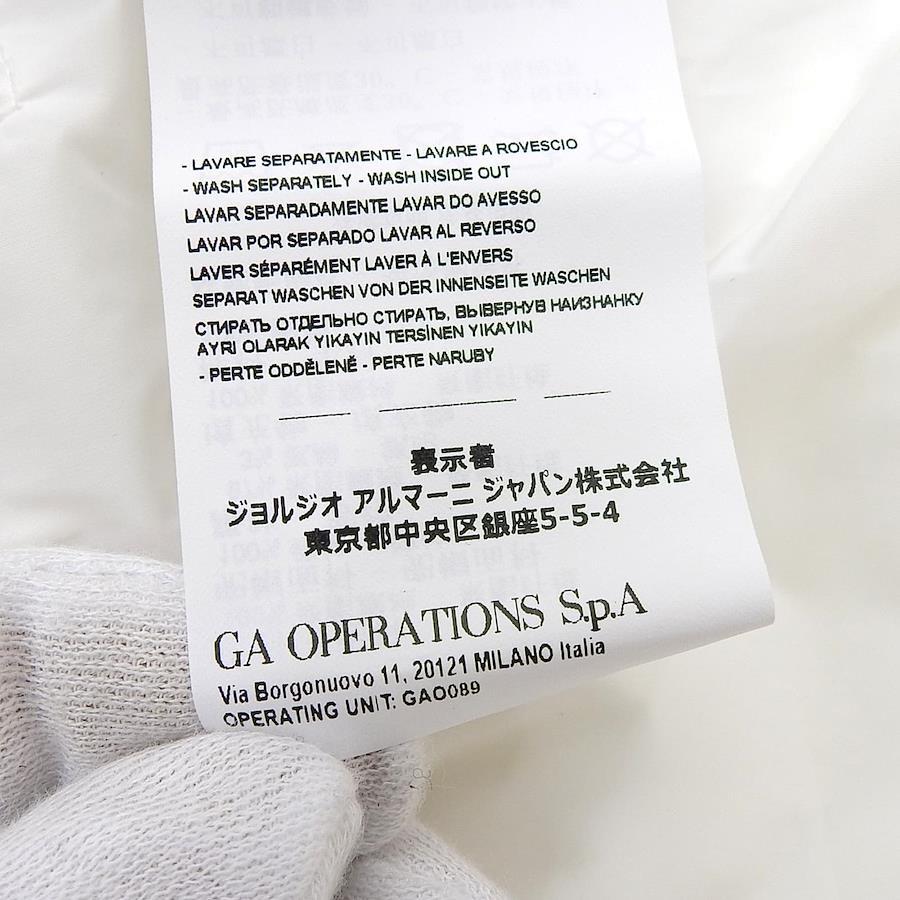 - LAVARE SEPARATAMENTE - LAVARE A ROVESCIO
- WASH SEPARATELY - WASH INSIDE OUT
LAVAR SEPARADAMENTE LAVAR DO AVESSO
LAVAR POR SEPARADO LAVAR AL REVERSO
LAVER SÉPARÉMENT LAVER À L'ENVERS
SEPARAT WASCHEN VON DER INNENSEITE WASCHEN
СТИРАТЬ ОТДЕЛЬНО СТИРАТЬ, ВЫВЕРНУВ НАИЗНАНКУ
AYRI OLARAK YIKAYIN TERSİNEN YIKAYIN
- PERTE ODDĚLENĚ - PERTE NARUBY
表示者
ジョルジオ アルマーニ ジャパン株式会社
東京都中央区銀座5-5-4
GA OPERATIONS S.p.A
Via Borgonuovo 11, 20121 MILANO Italia
OPERATING UNIT: GAO089